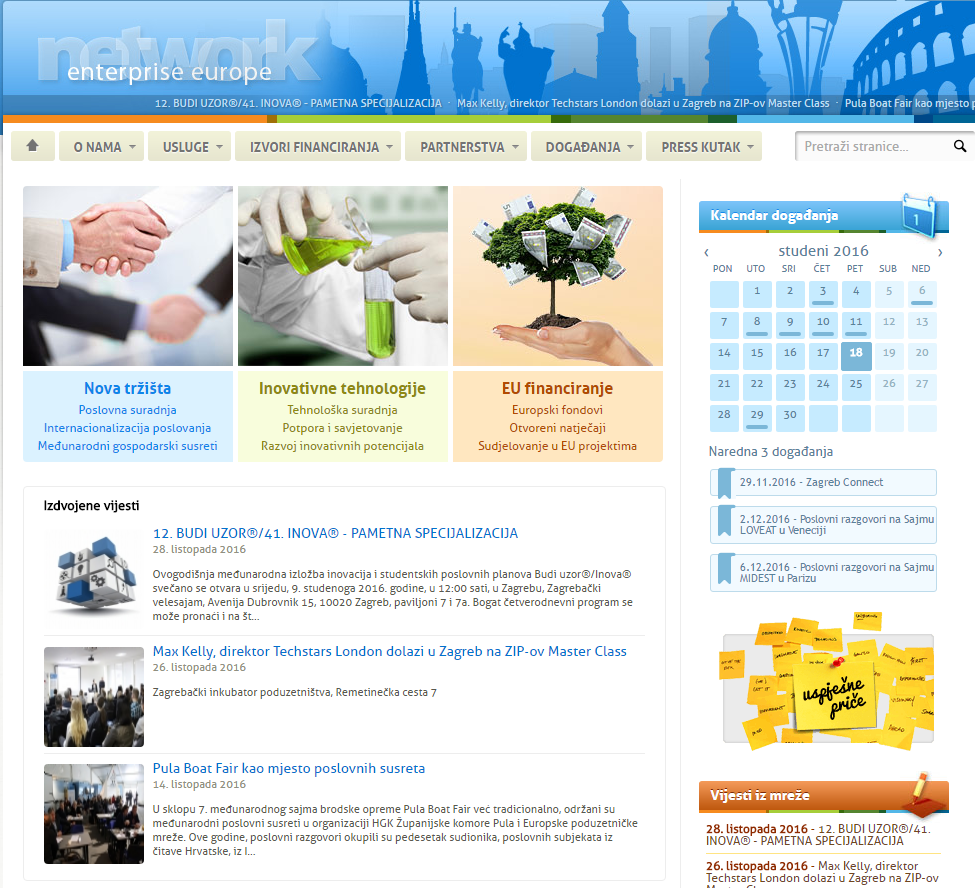 network
enterprise europe
12. BUDI UZOR®/41. INOVA® - PAMETNA SPECIJALIZACIJA · Max Kelly, direktor Techstars London dolazi u Zagreb na ZIP-ov Master Class · Pula Boat Fair kao mjesto
O NAMA USLUGE IZVORI FINANCIRANJA PARTNERSTVA DOGAĐANJA PRESS KUTAK Pretraži stranice...
Nova tržišta
Poslovna suradnja
Internacionalizacija poslovanja
Međunarodni gospodarski susreti
Inovativne tehnologije
Tehnološka suradnja
Potpora i savjetovanje
Razvoj inovativnih potencijala
EU financiranje
Europski fondovi
Otvoreni natječaji
Sudjelovanje u EU projektima
Izdvojene vijesti
12. BUDI UZOR®/41. INOVA® - PAMETNA SPECIJALIZACIJA
28. listopada 2016
Ovogodišnja međunarodna izložba inovacija i studentskih poslovnih planova Budi uzor®/Inova®
svečano se otvara u srijedu, 9. studenoga 2016. godine, u 12:00 sati, u Zagrebu, Zagrebački
velesajam, Avenija Dubrovnik 15, 10020 Zagreb, paviljoni 7 i 7a. Bogat četverodnevni program se
može pronaći i na št...
Max Kelly, direktor Techstars London dolazi u Zagreb na ZIP-ov Master Class
26. listopada 2016
Zagrebački inkubator poduzetništva, Remetinečka cesta 7
Pula Boat Fair kao mjesto poslovnih susreta
14. listopada 2016
U sklopu 7. međunarodnog sajma brodske opreme Pula Boat Fair već tradicionalno, održani su
međunarodni poslovni susreti u organizaciji HGK Županijske komore Pula i Europske poduzetničke
mreže. Ove godine, poslovni razgovori okupili su pedesetak sudionika, poslovnih subjekata iz
čitave Hrvatske, iz I...
Kalendar događanja
1
‹ studeni 2016 ›
PON UTO SRI ČET PET SUB NED
1 2 3 4 5 6
7 8 9 10 11 12 13
14 15 16 17 18 19 20
21 22 23 24 25 26 27
28 29 30
Naredna 3 događanja
29.11.2016 - Zagreb Connect
2.12.2016 - Poslovni razgovori na Sajmu
LOVEAT u Veneciji
6.12.2016 - Poslovni razgovori na Sajmu
MIDEST u Parizu
uspješne
priče
Vijesti iz mreže
28. listopada 2016 - 12. BUDI UZOR®/41.
INOVA® - PAMETNA SPECIJALIZACIJA
26. listopada 2016 - Max Kelly, direktor
Techstars London dolazi u Zagreb na ZIP-ov